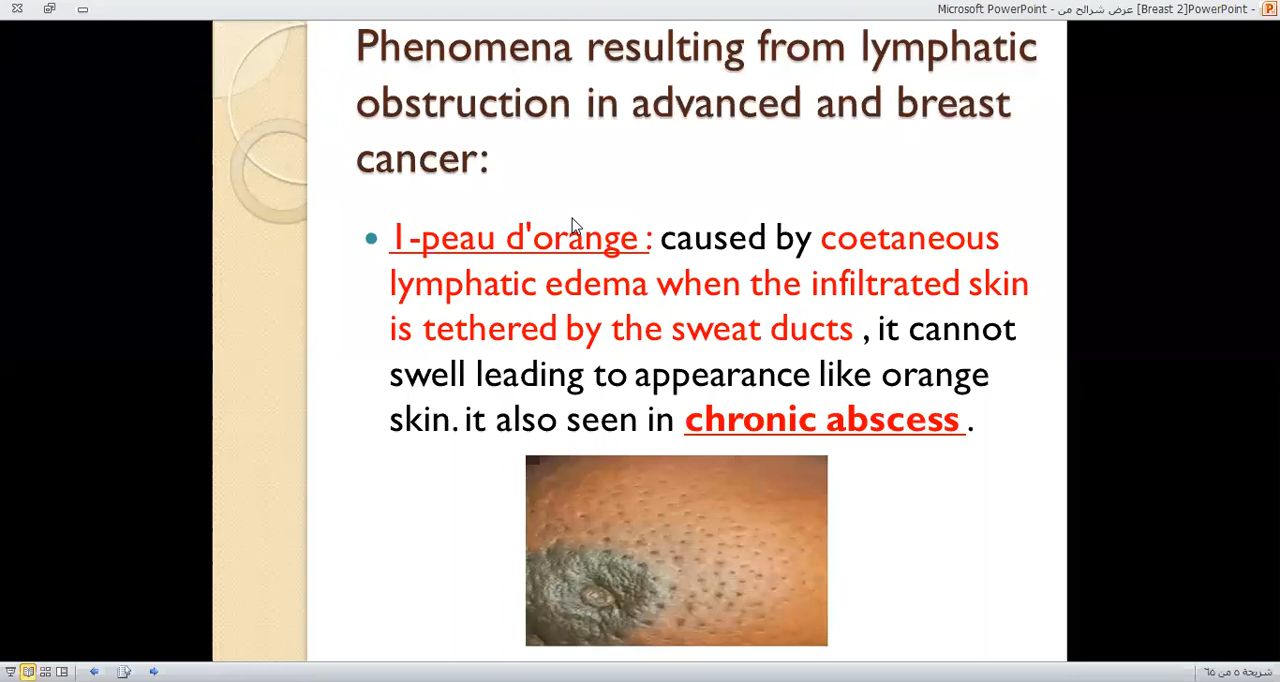 Microsoft PowerPoint - عرض شرائح من [Breast 2]PowerPoint -
Phenomena resulting from lymphatic
obstruction in advanced and breast
cancer:
1-peau d'orange : caused by coetaneous
lymphatic edema when the infiltrated skin
is tethered by the sweat ducts , it cannot
swell leading to appearance like orange
skin. it also seen in chronic abscess .
شريحة ٥ من ٦٥